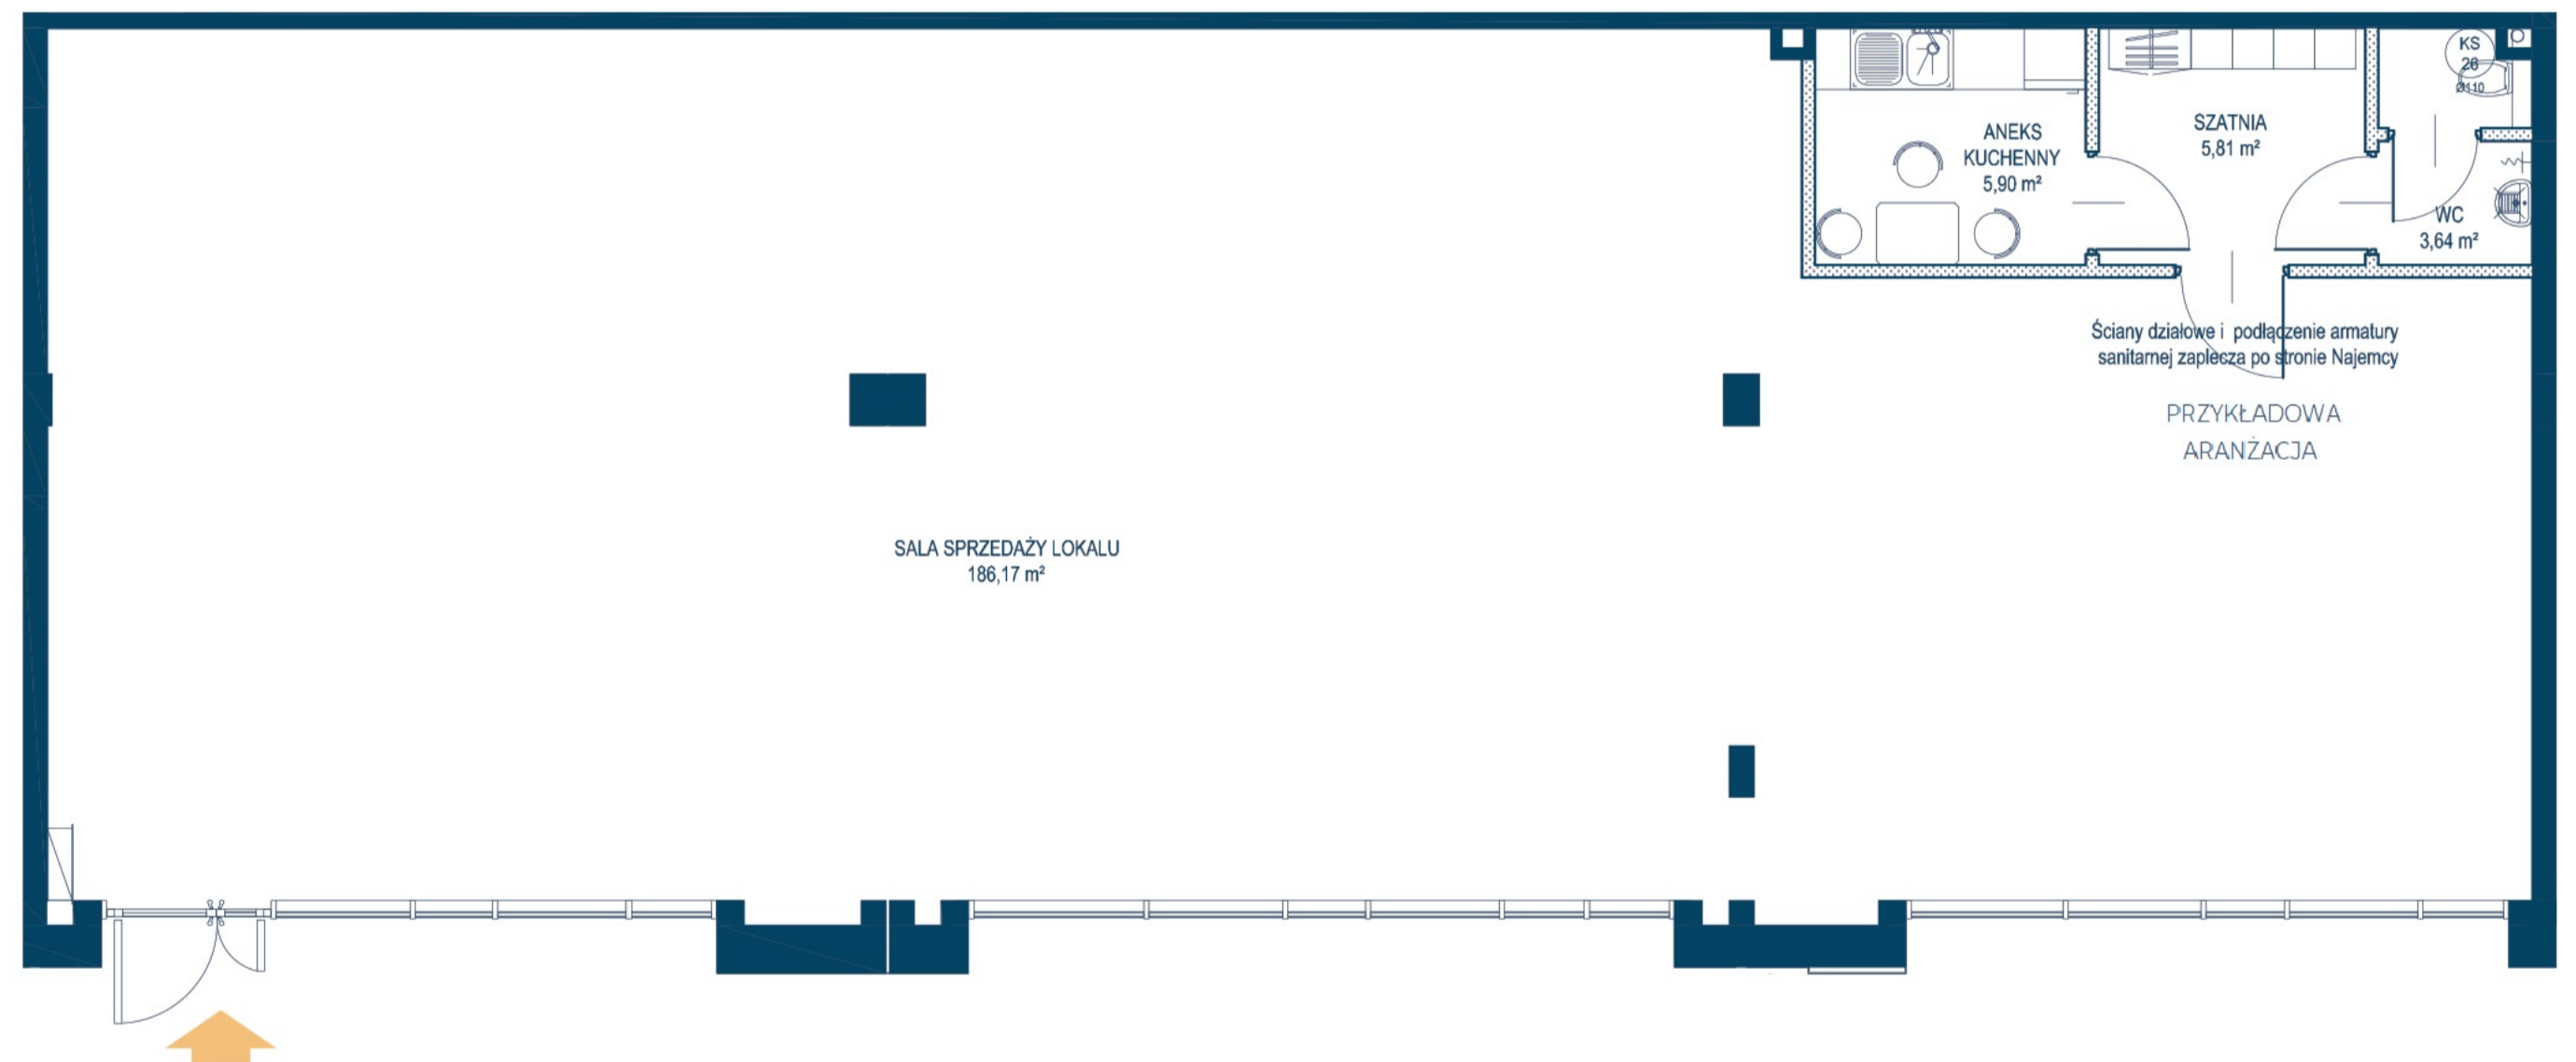 KS
26
Ø110
ANEKS
KUCHENNY
5,90 m²
SZATNIA
5,81 m²
WC
3,64 m²
Ściany działowe i podłączenie armatury
sanitarnej zaplecza po stronie Najemcy
PRZYKŁADOWA
ARANŻACJA
SALA SPRZEDAŻY LOKALU
186,17 m²